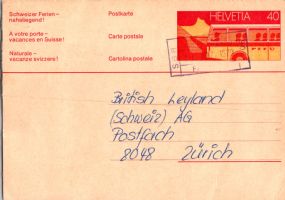 Schweizer Ferien –
naheliegend!
Postkarte
HELVETIA 40
A votre porte –
vacances en Suisse!
Carte postale
Naturale –
vacanze svizzere!
Cartolina postale
British Leyland
(Schweiz) AG
Postfach
8048 Zürich